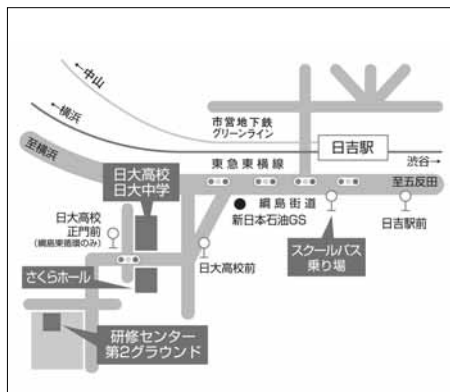 ←中山
←横浜
市営地下鉄
グリーンライン
日吉駅
渋谷→
至横浜
東急東横線
至五反田
日大高校
日大中学
綱島街道
新日本石油GS
日吉駅前
日大高校
正門前
(綱島東循環のみ)
日大高校前
スクールバス
乗り場
さくらホール
研修センター
第2グラウンド